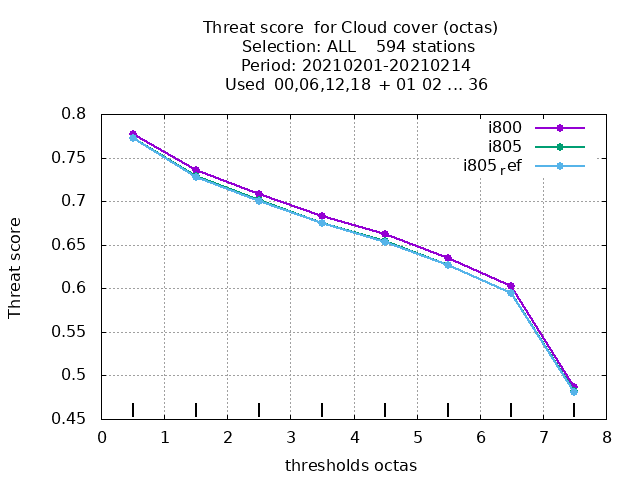 Threat score  for Cloud cover (octas)
Selection: ALL    594 stations
Period: 20210201-20210214
Used  00,06,12,18  + 01 02 ... 36
0.8
0.75
0.7
0.65
0.6
0.55
0.5
0.45
Threat score
i800
i805
i805ref
0 1 2 3 4 5 6 7 8
thresholds octas